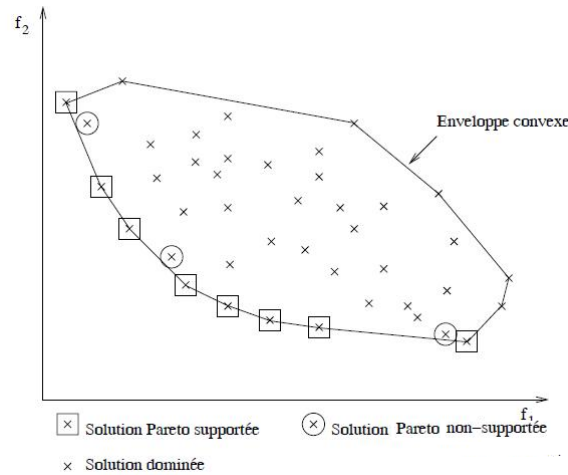 f2
Enveloppe convexe
f1
Solution Pareto supportée
Solution Pareto non-supportée
Solution dominée